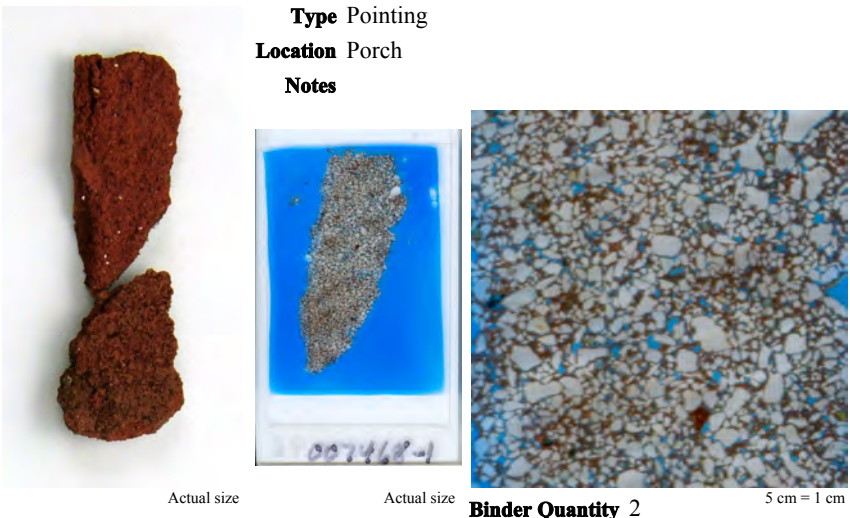 Type Pointing
Location Porch
Notes
007468-1
Actual size
Actual size
5 cm = 1 cm
Binder Quantity 2